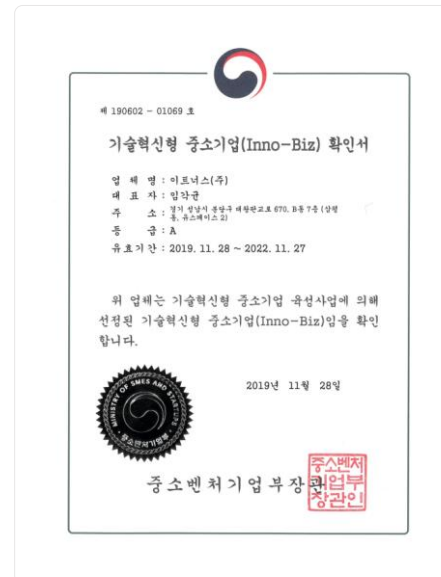 제 190602 - 01069 호
기술혁신형 중소기업(Inno-Biz) 확인서
업 체 명 : 이트너스(주)
대 표 자 : 임각균
주 소 : 경기 성남시 분당구 대왕판교로 670, B동 7층 (삼평
동, 유스페이스 2)
등 급 : A
유효기간 : 2019. 11. 28 ~ 2022. 11. 27
위 업체는 기술혁신형 중소기업 육성사업에 의해
선정된 기술혁신형 중소기업(Inno-Biz)임을 확인
합니다.
2019년 11월 28일
MINISTRY OF SMES AND STARTUPS
중소벤처기업부
중소벤처기업부장관
중소벤처
기업부
장관인